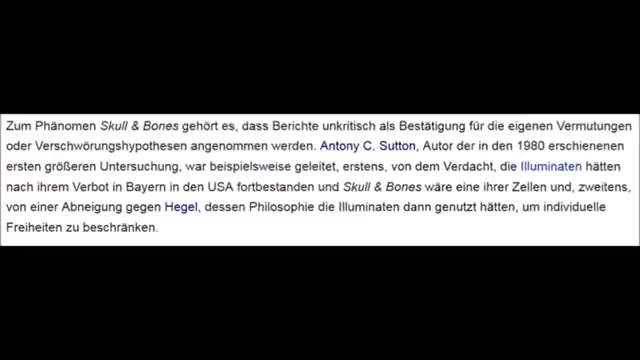 Zum Phänomen Skull & Bones gehört es, dass Berichte unkritisch als Bestätigung für die eigenen Vermutungen
oder Verschwörungshypothesen angenommen werden. Antony C. Sutton, Autor der in den 1980 erschienenen
ersten größeren Untersuchung, war beispielsweise geleitet, erstens, von dem Verdacht, die Illuminaten hätten
nach ihrem Verbot in Bayern in den USA fortbestanden und Skull & Bones wäre eine ihrer Zellen und, zweitens,
von einer Abneigung gegen Hegel, dessen Philosophie die Illuminaten dann genutzt hätten, um individuelle
Freiheiten zu beschränken.